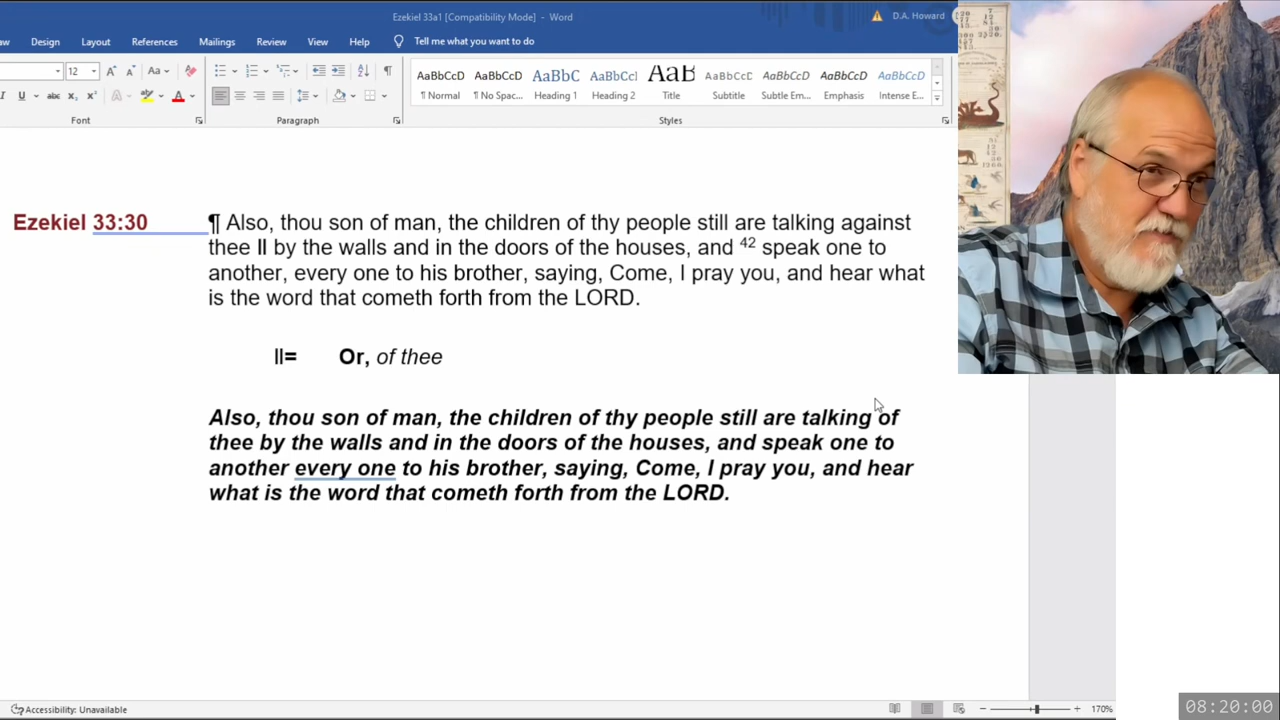 Ezekiel 33a1 [Compatibility Mode] - Word
D.A. Howard
aw Design Layout References Mailings Review View Help Tell me what you want to do
12
Aa
AaBbCcD AaBbCcD AaBbC AaBbCcl AaB AaBbCcD AaBbCcD AaBbCcD AaBbCcD
¶ Normal ¶ No Spac... Heading 1 Heading 2 Title Subtitle Subtle Em... Emphasis Intense E...
Font Paragraph Styles
Ezekiel 33:30 ¶ Also, thou son of man, the children of thy people still are talking against
thee ll by the walls and in the doors of the houses, and 42 speak one to
another, every one to his brother, saying, Come, I pray you, and hear what
is the word that cometh forth from the LORD.
ll= Or, of thee
Also, thou son of man, the children of thy people still are talking of
thee by the walls and in the doors of the houses, and speak one to
another every one to his brother, saying, Come, I pray you, and hear
what is the word that cometh forth from the LORD.
Accessibility: Unavailable
170%
08:20:00